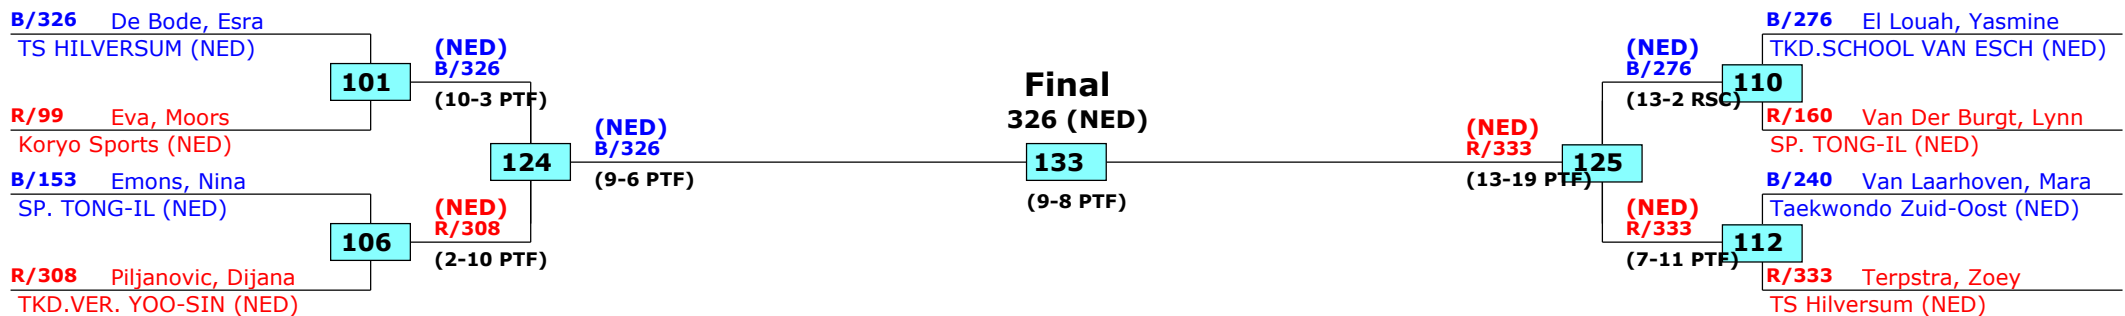 B/326 De Bode, Esra
TS HILVERSUM (NED)
R/99 Eva, Moors
Koryo Sports (NED)
B/153 Emons, Nina
SP. TONG-IL (NED)
R/308 Piljanovic, Dijana
TKD.VER. YOO-SIN (NED)
101
106
(NED)
B/326
(10-3 PTF)
(NED)
R/308
(2-10 PTF)
124
(NED)
B/326
(9-6 PTF)
Final
326 (NED)
133
(9-8 PTF)
(NED)
R/333
(13-19 PTF)
125
(NED)
B/276
(13-2 RSC)
(NED)
R/333
(7-11 PTF)
110
112
B/276 El Louah, Yasmine
TKD.SCHOOL VAN ESCH (NED)
R/160 Van Der Burgt, Lynn
SP. TONG-IL (NED)
B/240 Van Laarhoven, Mara
Taekwondo Zuid-Oost (NED)
R/333 Terpstra, Zoey
TS Hilversum (NED)